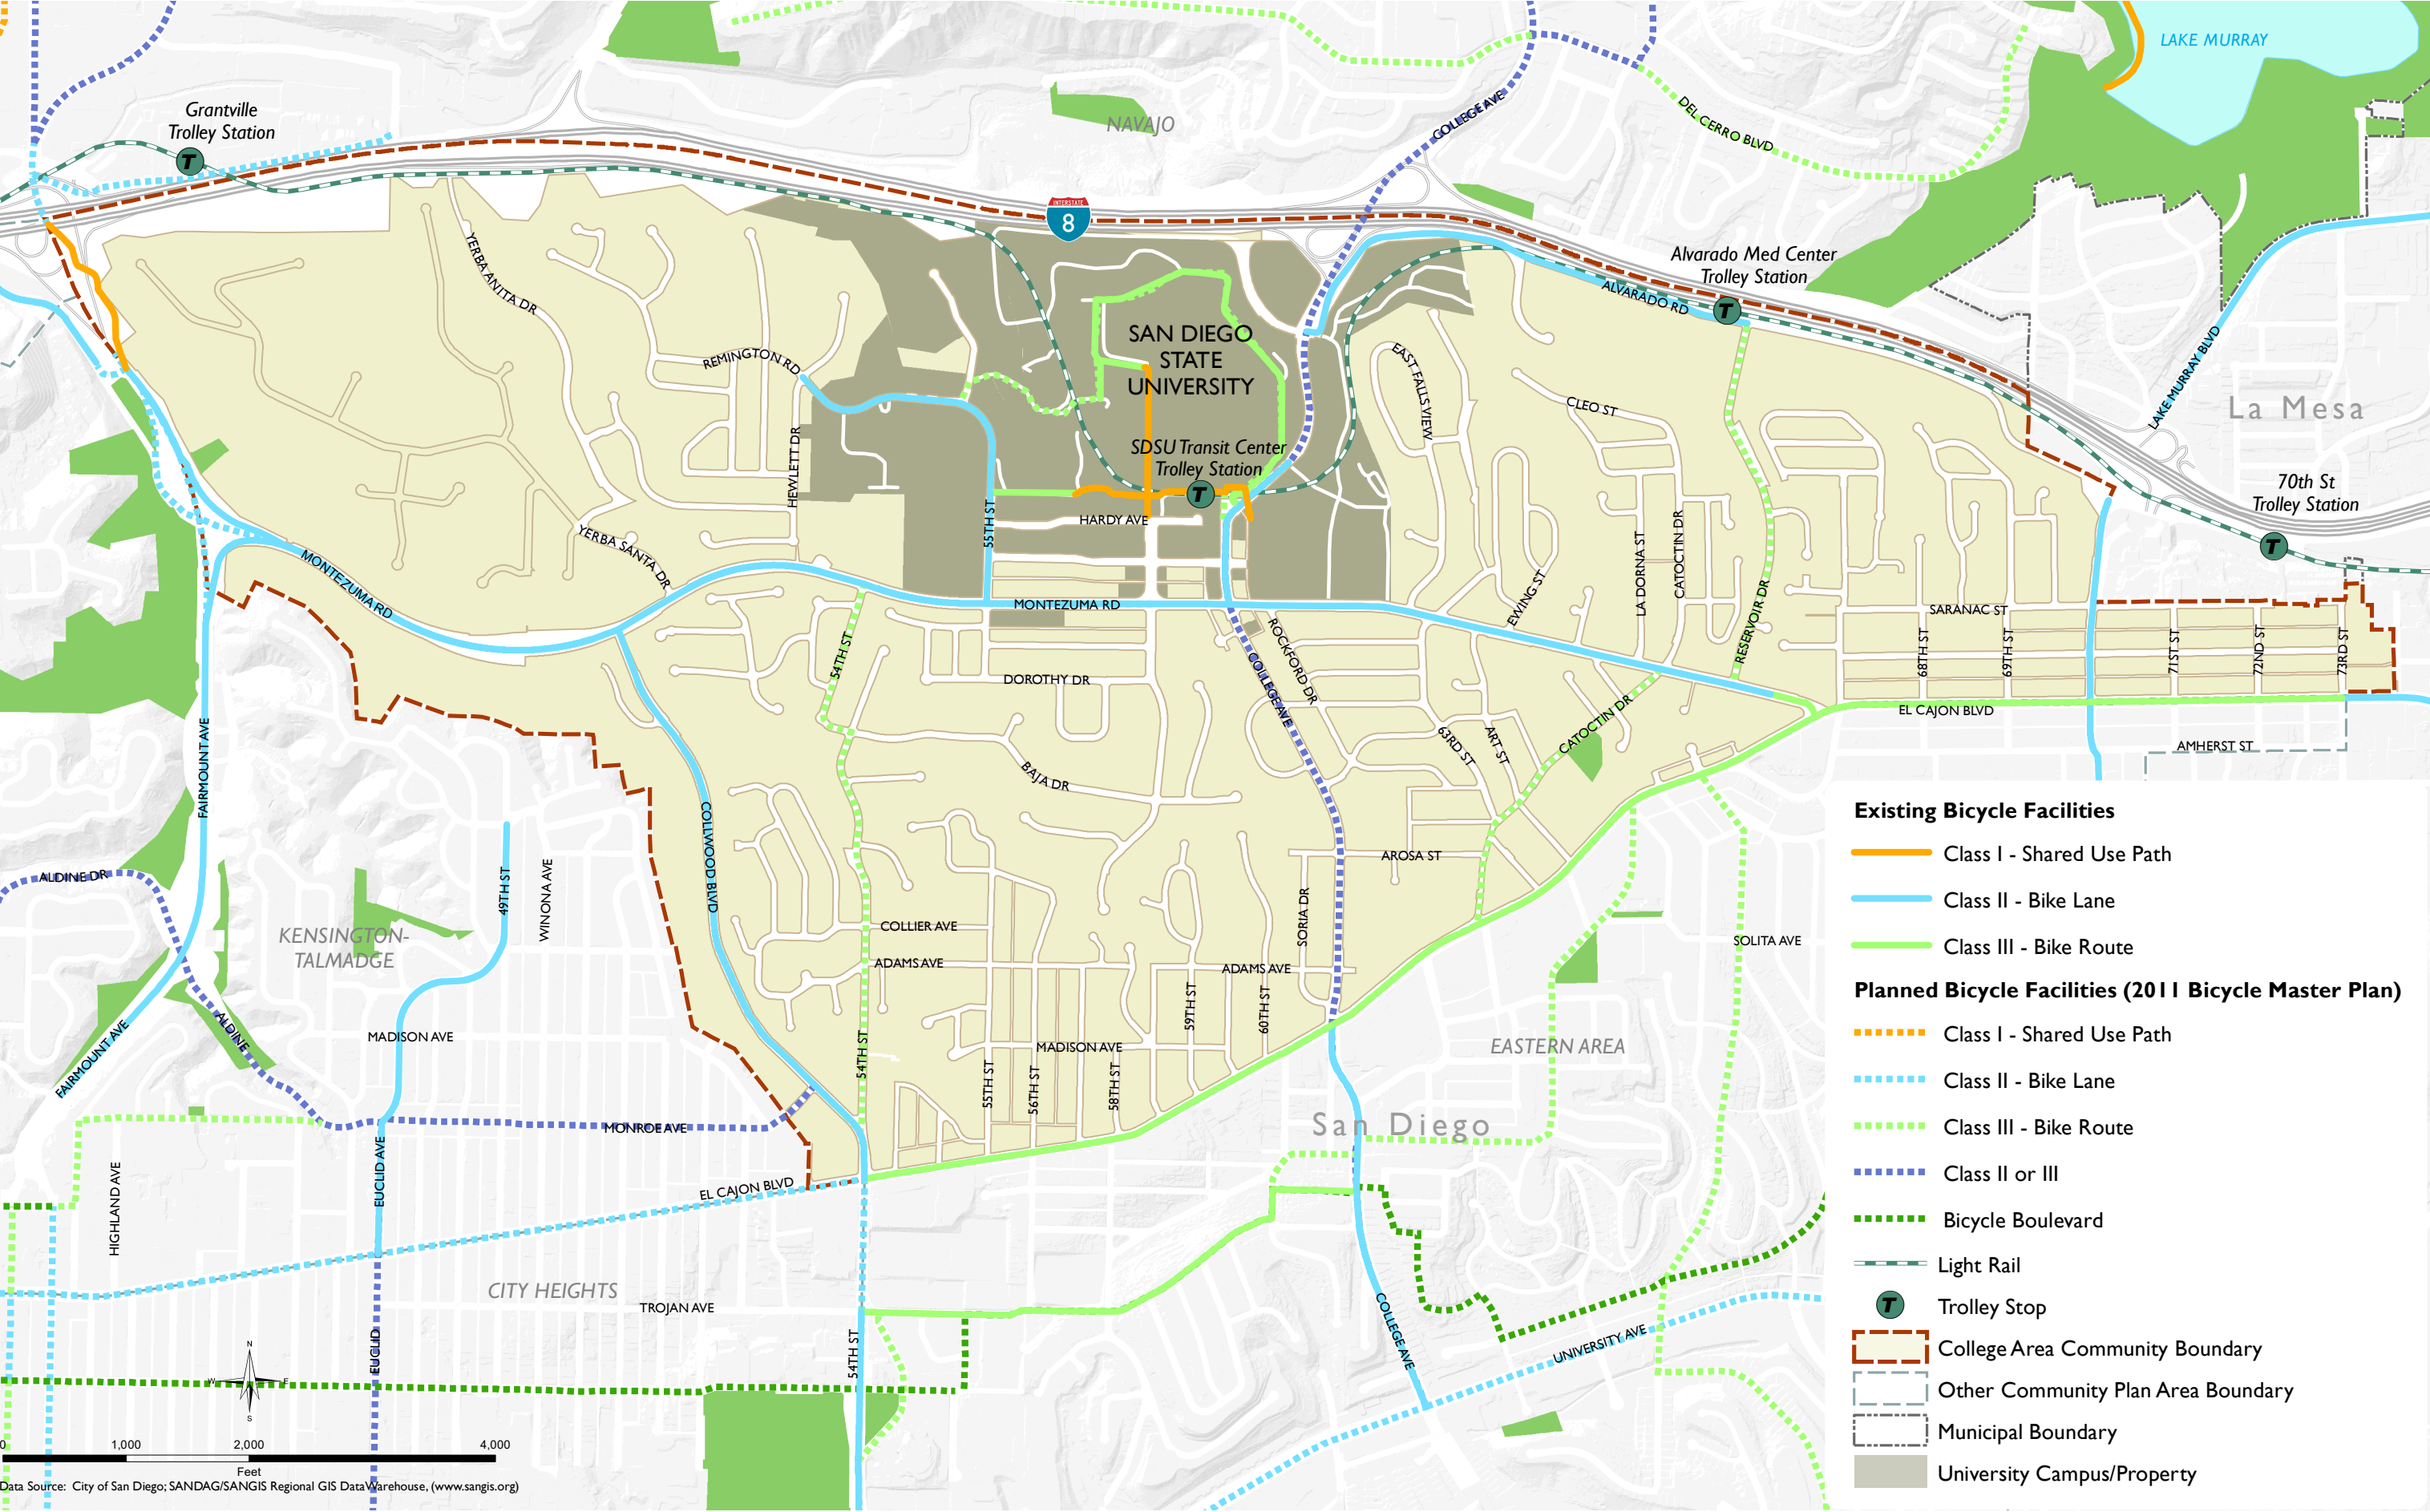 LAKE MURRAY
Grantville
Trolley Station
NAVAJO
COLLEGE AVE
DEL CERRO BLVD
INTERSTATE
8
YERBA ANITA DR
Alvarado Med Center
Trolley Station
ALVARADO RD
SAN DIEGO
STATE
UNIVERSITY
REMINGTON RD
EAST FALLS VIEW
CLEO ST
LAKE MURRAY BLVD
La Mesa
HEWLETT DR
SDSU Transit Center
Trolley Station
70th St
Trolley Station
55TH ST
HARDY AVE
YERBA SANTA DR
MONTEZUMA RD
MONTEZUMA RD
EWING ST
LA DORNA ST
CATOCTIN DR
RESERVOIR DR
SARANAC ST
68TH ST
69TH ST
71ST ST
72ND ST
73RD ST
54TH ST
DOROTHY DR
COLLEGE AVE
ROCKFORD DR
63RD ST
ART ST
CATOCTIN DR
EL CAJON BLVD
AMHERST ST
FAIRMOUNT AVE
BAJA DR
COLLWOOD BLVD
AROSA ST
ALDINE DR
49TH ST
WINONA AVE
KENSINGTON-
TALMADGE
COLLIER AVE
SORIA DR
SOLITA AVE
ADAMS AVE
ADAMS AVE
59TH ST
60TH ST
FAIRMOUNT AVE
ALDINE
MADISON AVE
54TH ST
MADISON AVE
55TH ST
56TH ST
58TH ST
EASTERN AREA
San Diego
MONROE AVE
HIGHLAND AVE
EUCLID AVE
EL CAJON BLVD
CITY HEIGHTS
TROJAN AVE
EUCLID
54TH ST
COLLEGE AVE
UNIVERSITY AVE
N
W
E
S
0
1,000
2,000
4,000
Feet
Data Source: City of San Diego; SANDAG/SANGIS Regional GIS Data Warehouse, (www.sangis.org)
Existing Bicycle Facilities
Class I - Shared Use Path
Class II - Bike Lane
Class III - Bike Route
Planned Bicycle Facilities (2011 Bicycle Master Plan)
Class I - Shared Use Path
Class II - Bike Lane
Class III - Bike Route
Class II or III
Bicycle Boulevard
Light Rail
T
Trolley Stop
College Area Community Boundary
Other Community Plan Area Boundary
Municipal Boundary
University Campus/Property